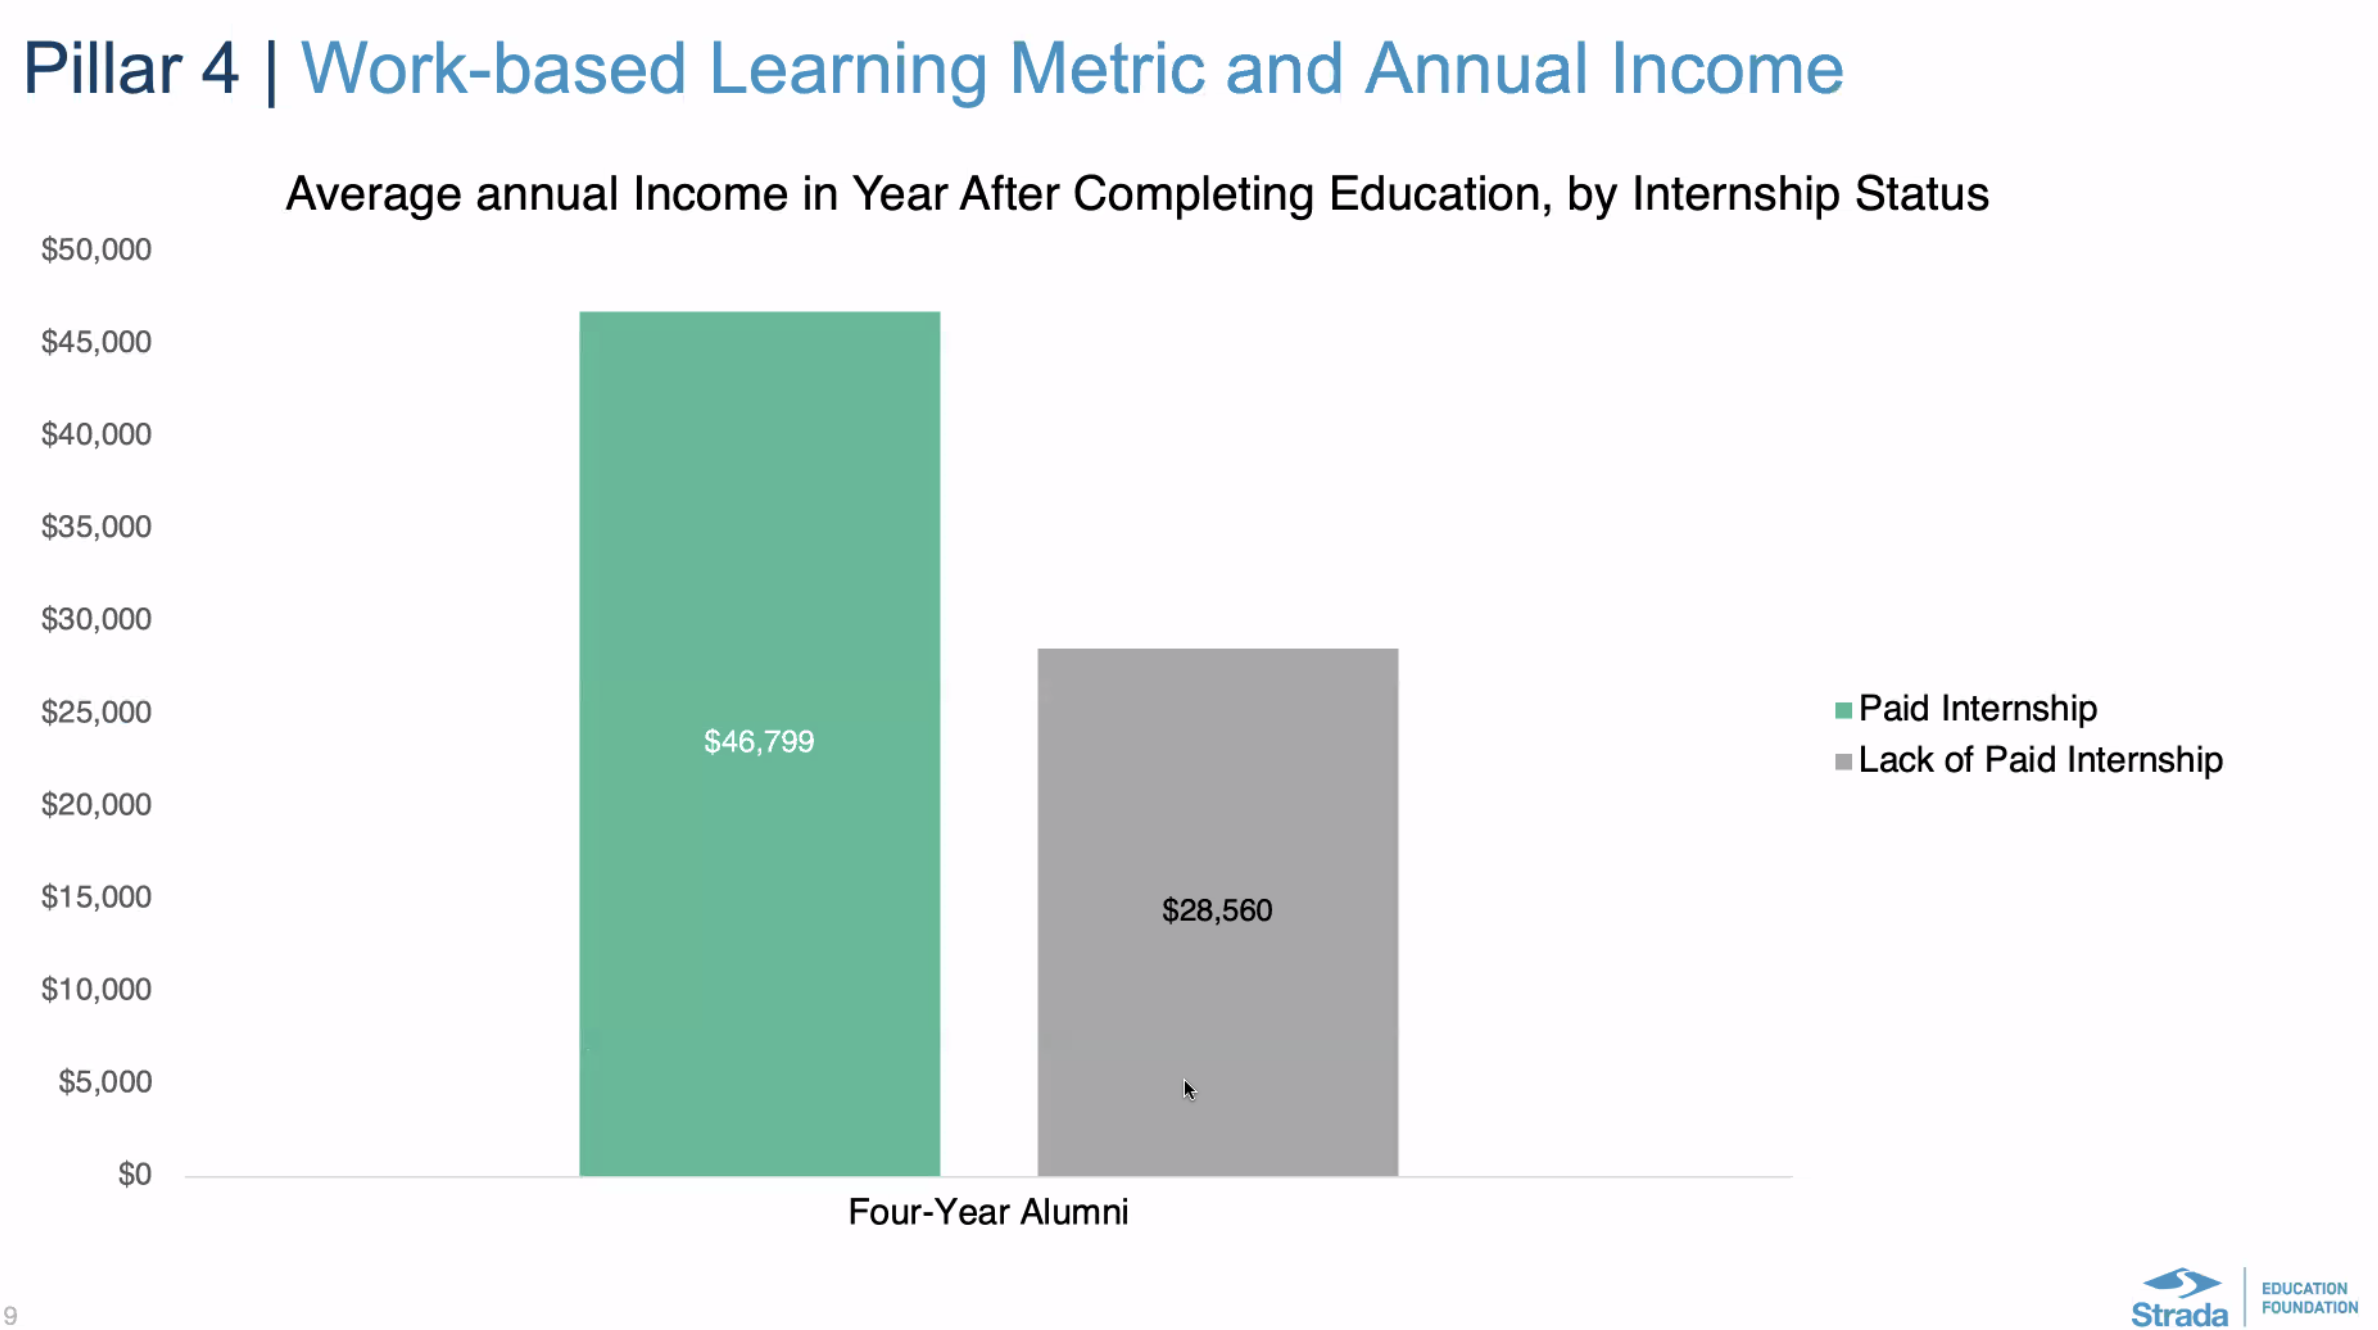 Pillar 4 | Work-based Learning Metric and Annual Income
Average annual Income in Year After Completing Education, by Internship Status
$50,000
$45,000
$40,000
$35,000
$30,000
$25,000
$20,000
$15,000
$10,000
$5,000
$0
$46,799
$28,560
Paid Internship
Lack of Paid Internship
Four-Year Alumni
9
Strada
EDUCATION
FOUNDATION